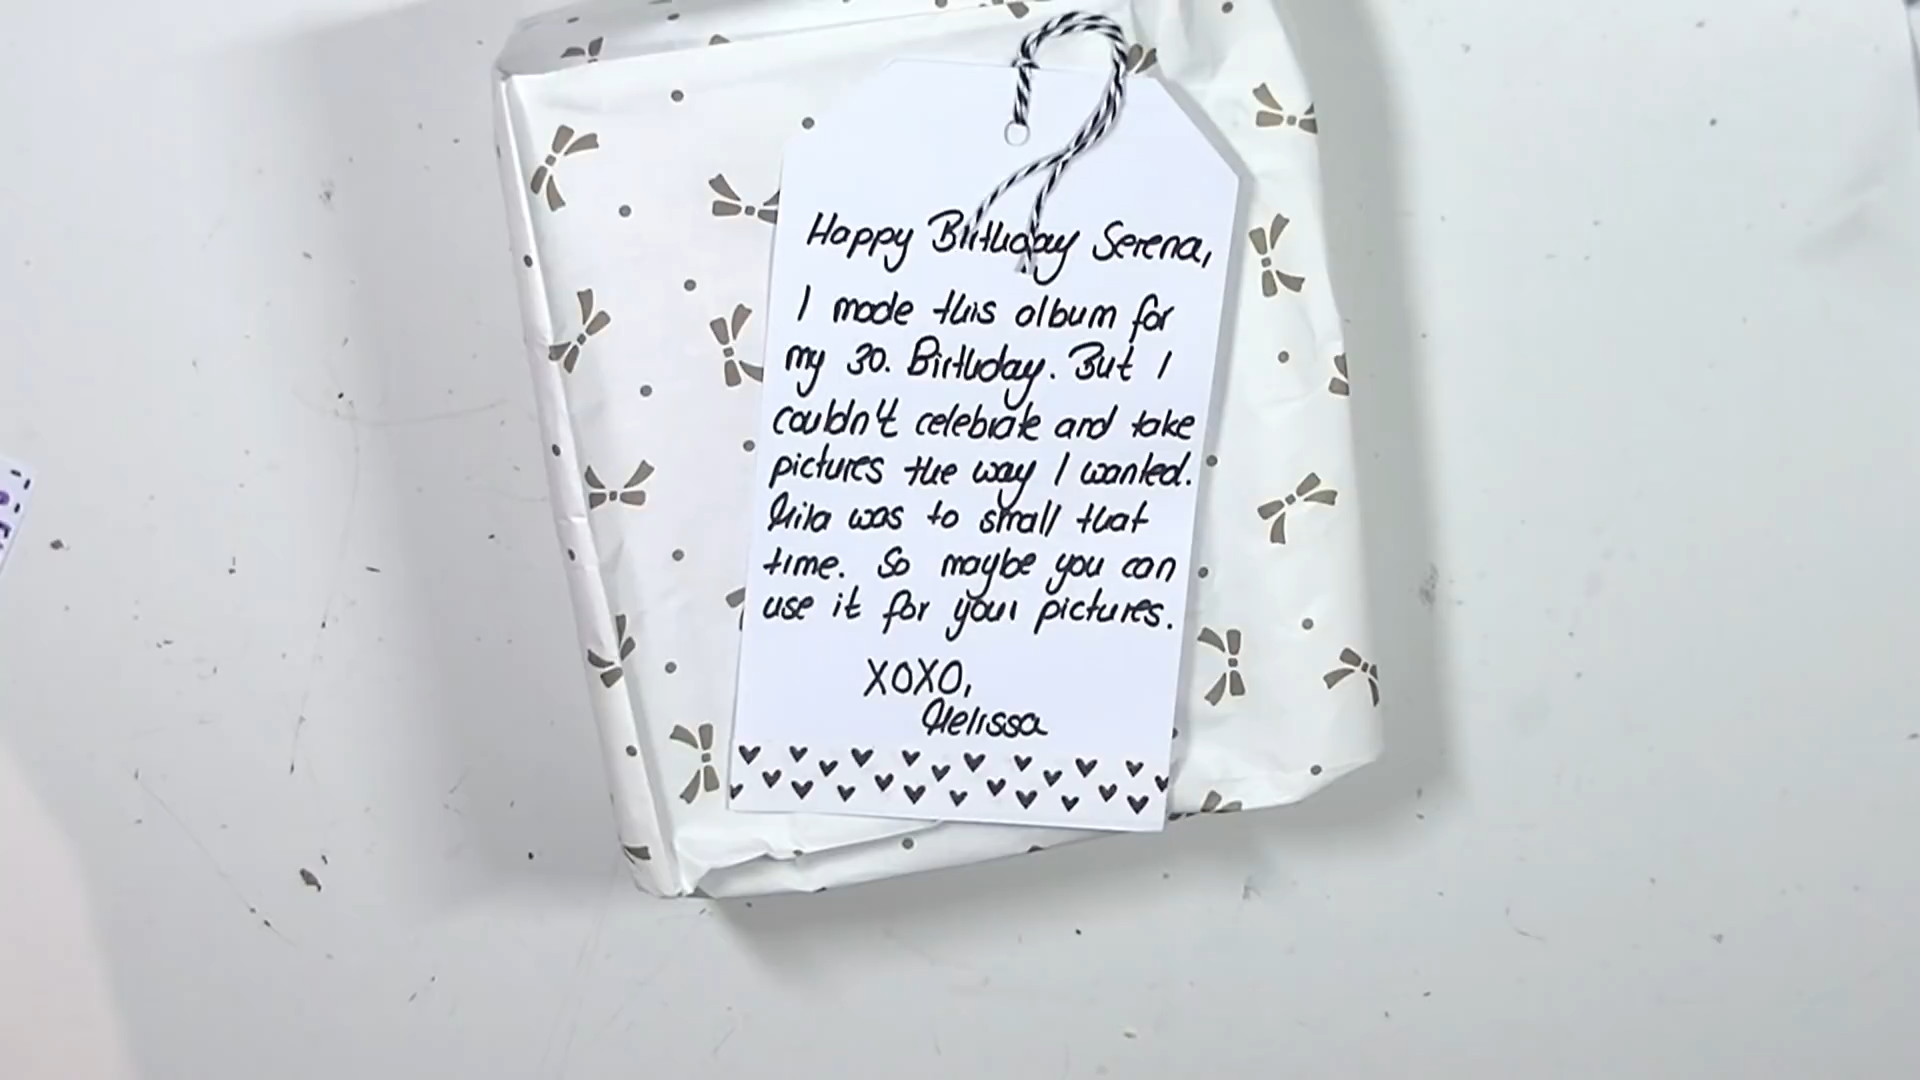 Happy Birthday Serena,
I made this album for
my 30. Birthday. But I
couldn't celebrate and take
pictures the way I wanted.
Mila was to small that
time. So maybe you can
use it for your pictures.
XOXO,
Melissa